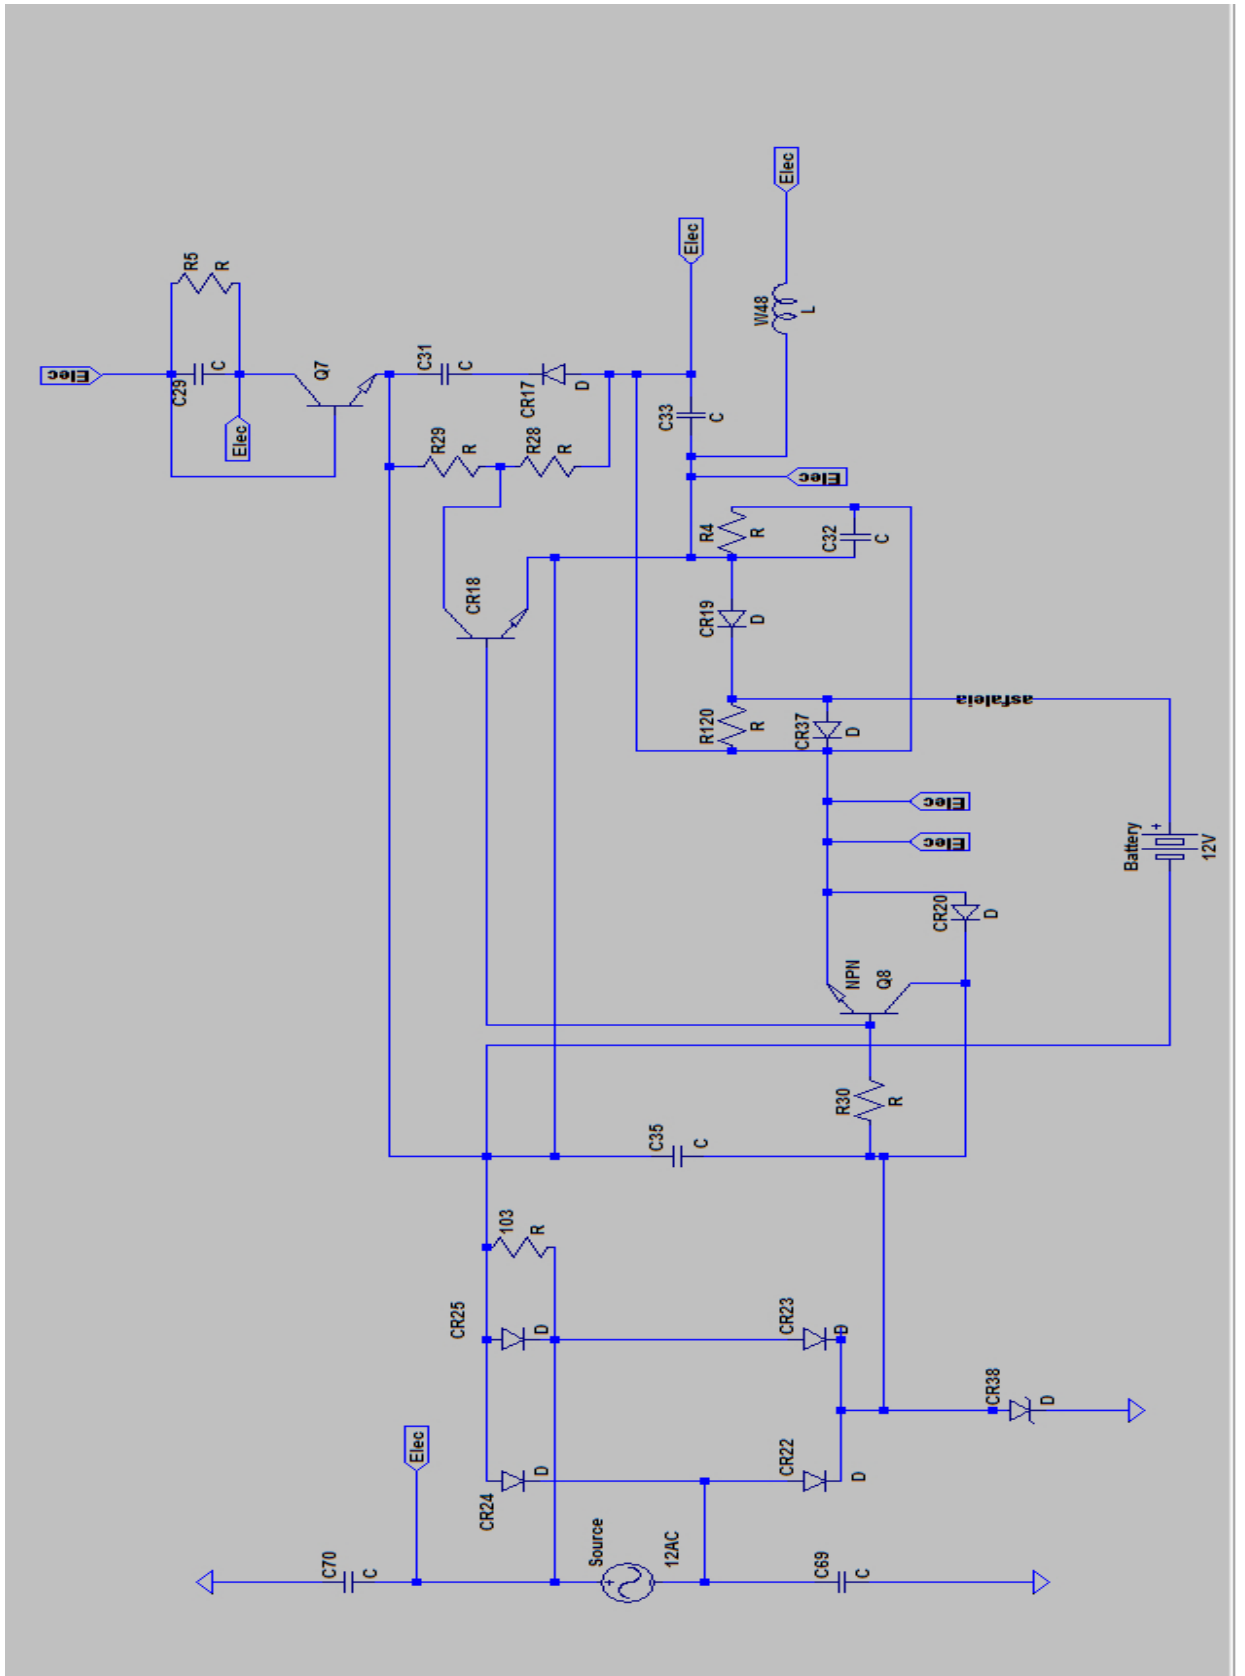 Elec
R5
R
C29
C
Elec
Q7
C31
C
CR17
D
R29
R
R28
R
Elec
C33
C
Elec
W48
L
Elec
CR18
R4
R
C32
C
CR19
D
R120
R
CR37
D
asfaleia
Elec
Elec
Battery
+
12V
CR20
D
NPN
Q8
R30
R
C35
C
103
R
CR25
D
CR23
D
CR38
D
Elec
CR24
D
CR22
D
C70
C
Source
+
12AC
C69
C